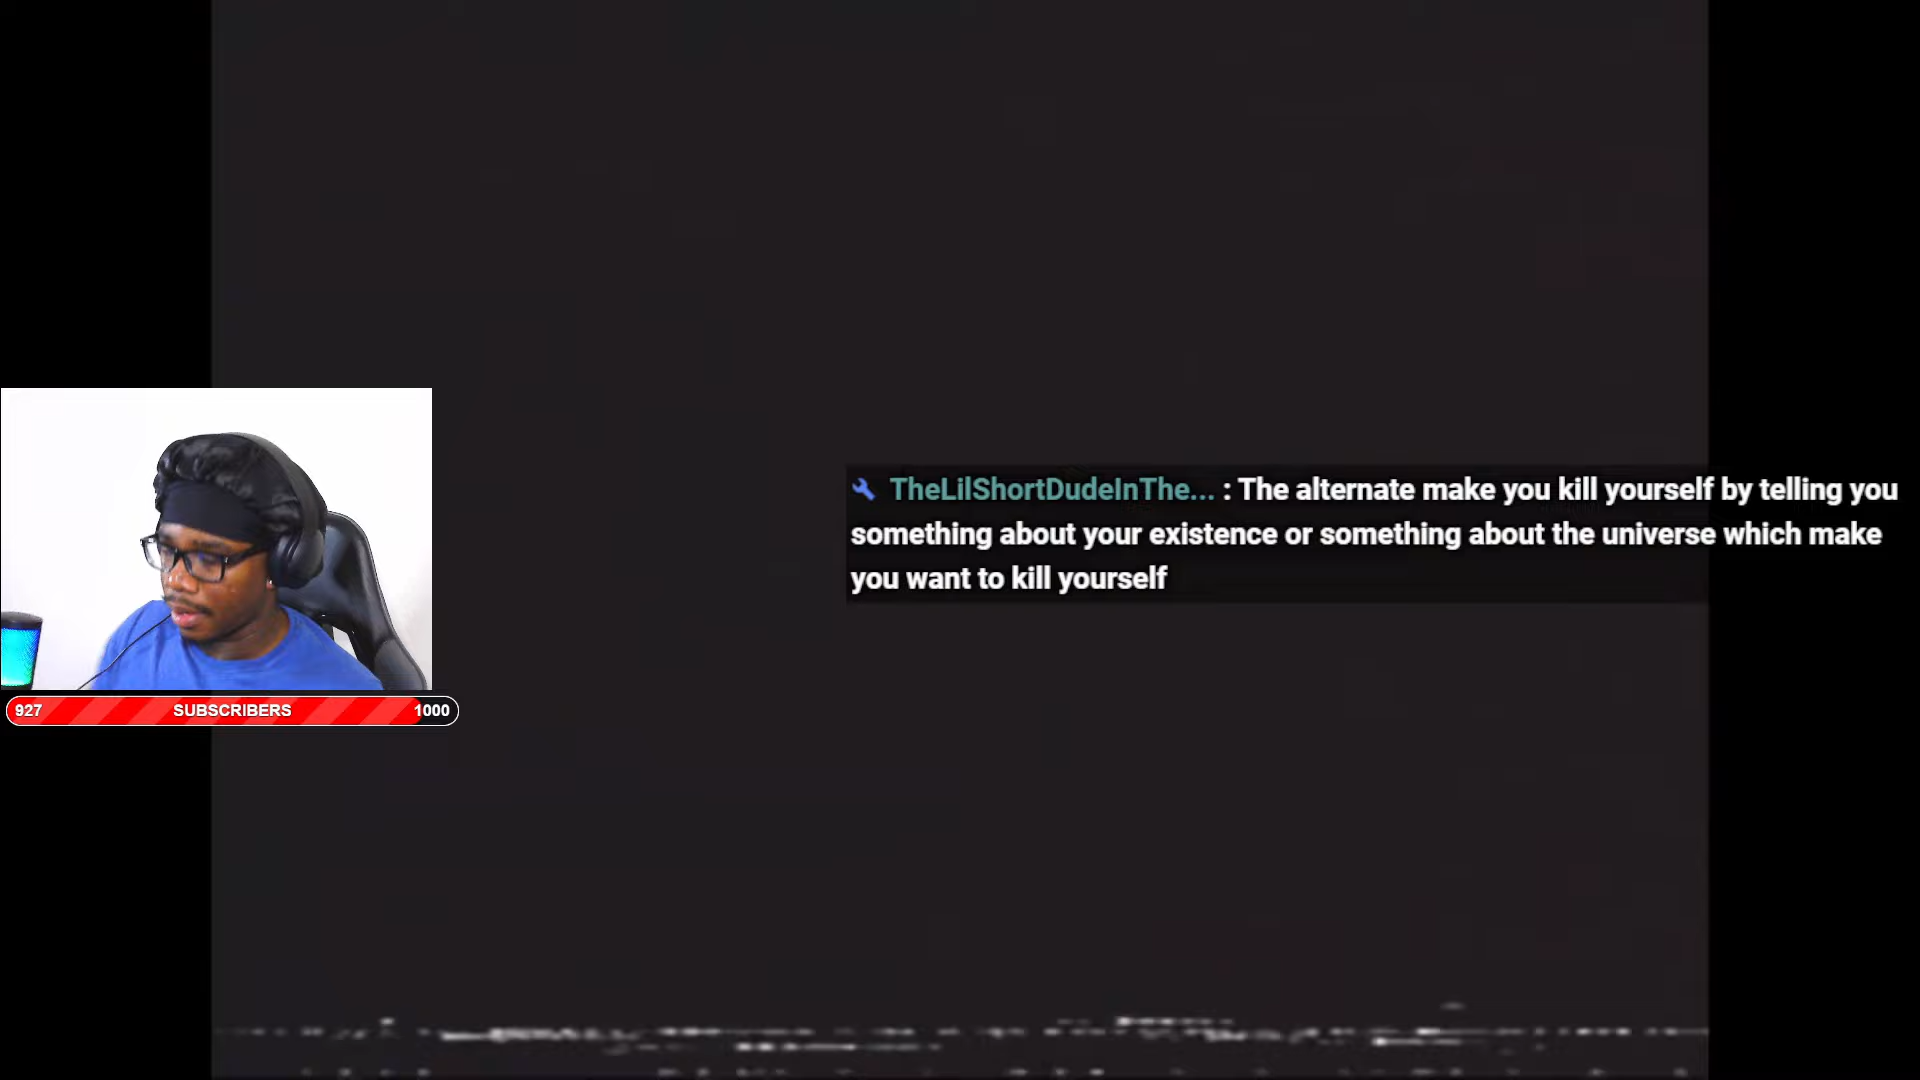 TheLilShortDudeInThe... : The alternate make you kill yourself by telling you
something about your existence or something about the universe which make
you want to kill yourself
927 SUBSCRIBERS 1000